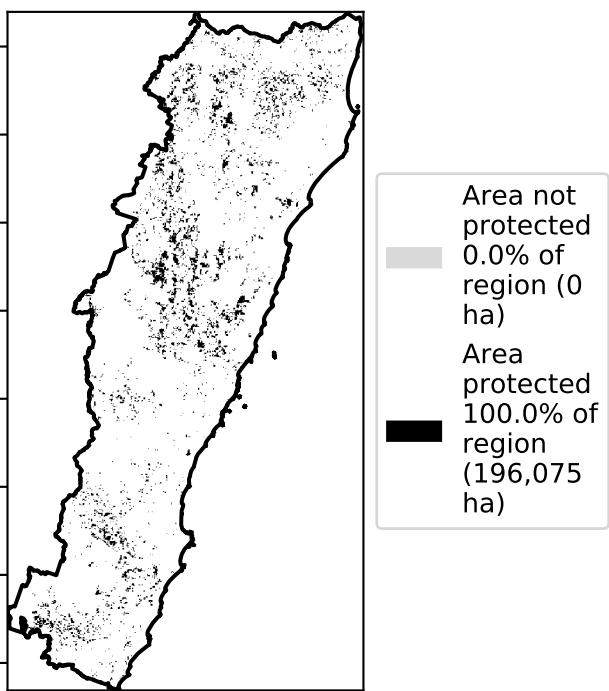 Area not
protected
0.0% of
region (0
ha)
Area
protected
100.0% of
region
(196,075
ha)